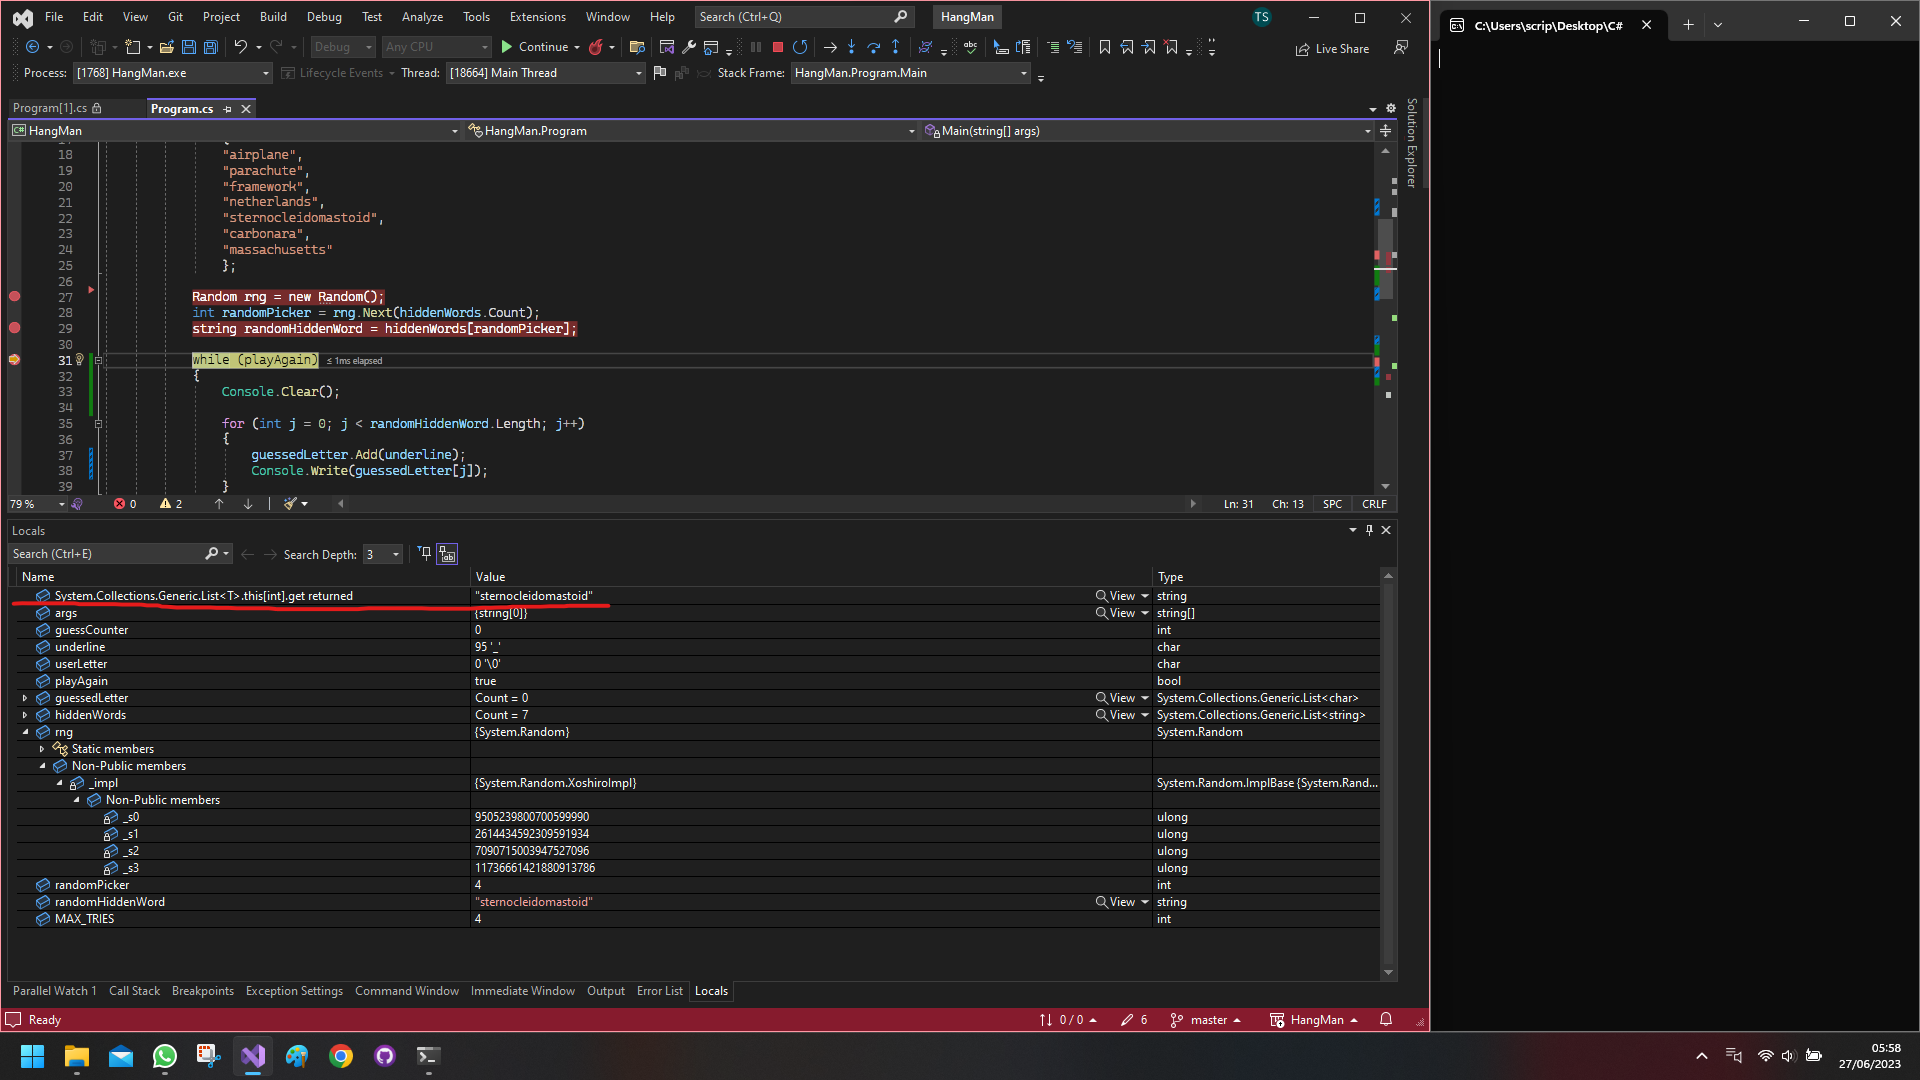 File Edit View Git Project Build Debug Test Analyze Tools Extensions Window Help Search (Ctrl+Q) HangMan TS
Debug Any CPU Continue Live Share
Process: [1768] HangMan.exe Lifecycle Events Thread: [18664] Main Thread Stack Frame: HangMan.Program.Main
Program[1].cs Program.cs
C# HangMan HangMan.Program Main(string[] args)
18 "airplane",
19 "parachute",
20 "framework",
21 "netherlands",
22 "sternocleidomastoid",
23 "carbonara",
24 "massachusetts"
25 };
26
27 Random rng = new Random();
28 int randomPicker = rng.Next(hiddenWords.Count);
29 string randomHiddenWord = hiddenWords[randomPicker];
30
31 while (playAgain) ≤ 1ms elapsed
32 {
33 Console.Clear();
34
35 for (int j = 0; j < randomHiddenWord.Length; j++)
36 {
37 guessedLetter.Add(underline);
38 Console.Write(guessedLetter[j]);
39 }
79 % 0 2 Ln: 31 Ch: 13 SPC CRLF
Solution Explorer
Locals
Search (Ctrl+E) Search Depth: 3
Name Value Type
System.Collections.Generic.List<T>.this[int].get returned "sternocleidomastoid" View string
args {string[0]} View string[]
guessCounter 0 int
underline 95 '_' char
userLetter 0 '\0' char
playAgain true bool
guessedLetter Count = 0 View System.Collections.Generic.List<char>
hiddenWords Count = 7 View System.Collections.Generic.List<string>
rng {System.Random} System.Random
Static members
Non-Public members
_impl {System.Random.XoshiroImpl} System.Random.ImplBase {System.Rand...
Non-Public members
_s0 9505239800700599990 ulong
_s1 2614434592309591934 ulong
_s2 7090715003947527096 ulong
_s3 11736661421880913786 ulong
randomPicker 4 int
randomHiddenWord "sternocleidomastoid" View string
MAX_TRIES 4 int
Parallel Watch 1 Call Stack Breakpoints Exception Settings Command Window Immediate Window Output Error List Locals
Ready 0 / 0 6 master HangMan
C:\Users\scrip\Desktop\C#
05:58
27/06/2023